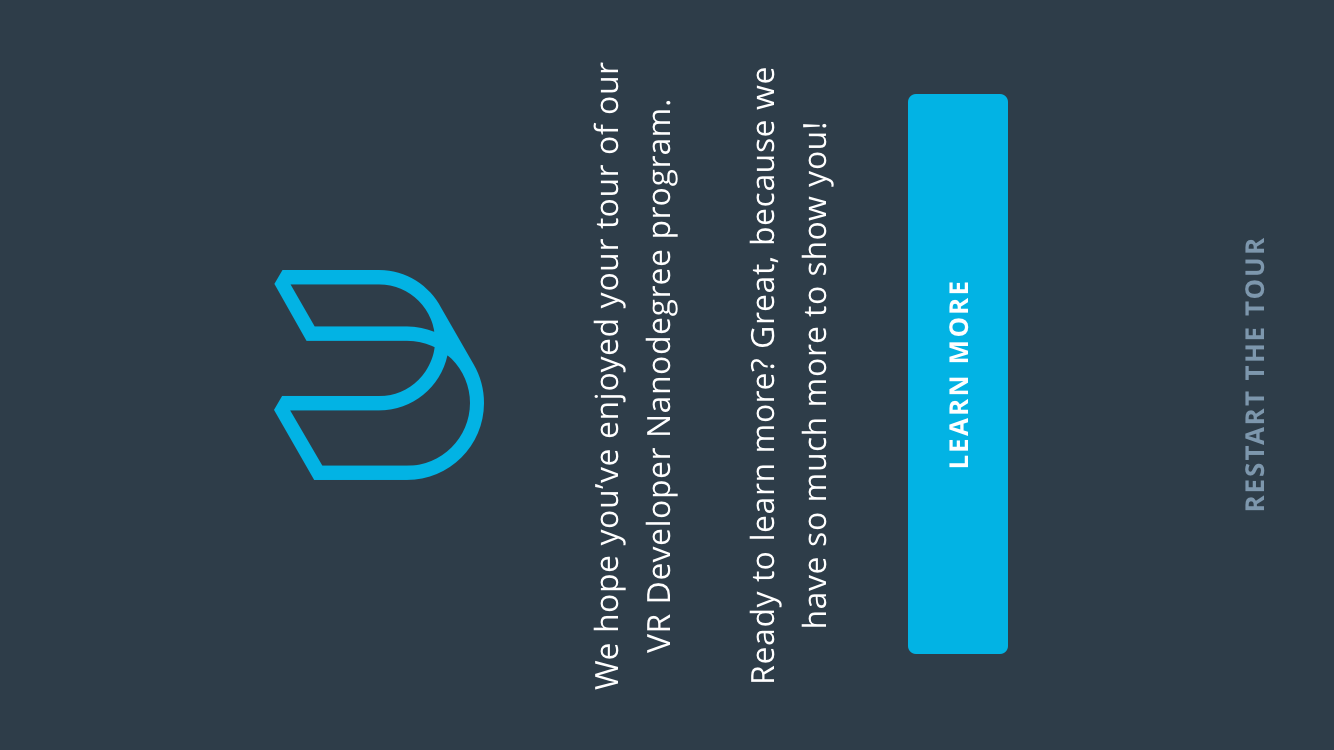 We hope you've enjoyed your tour of our
VR Developer Nanodegree program.
Ready to learn more? Great, because we
have so much more to show you!
LEARN MORE
RESTART THE TOUR